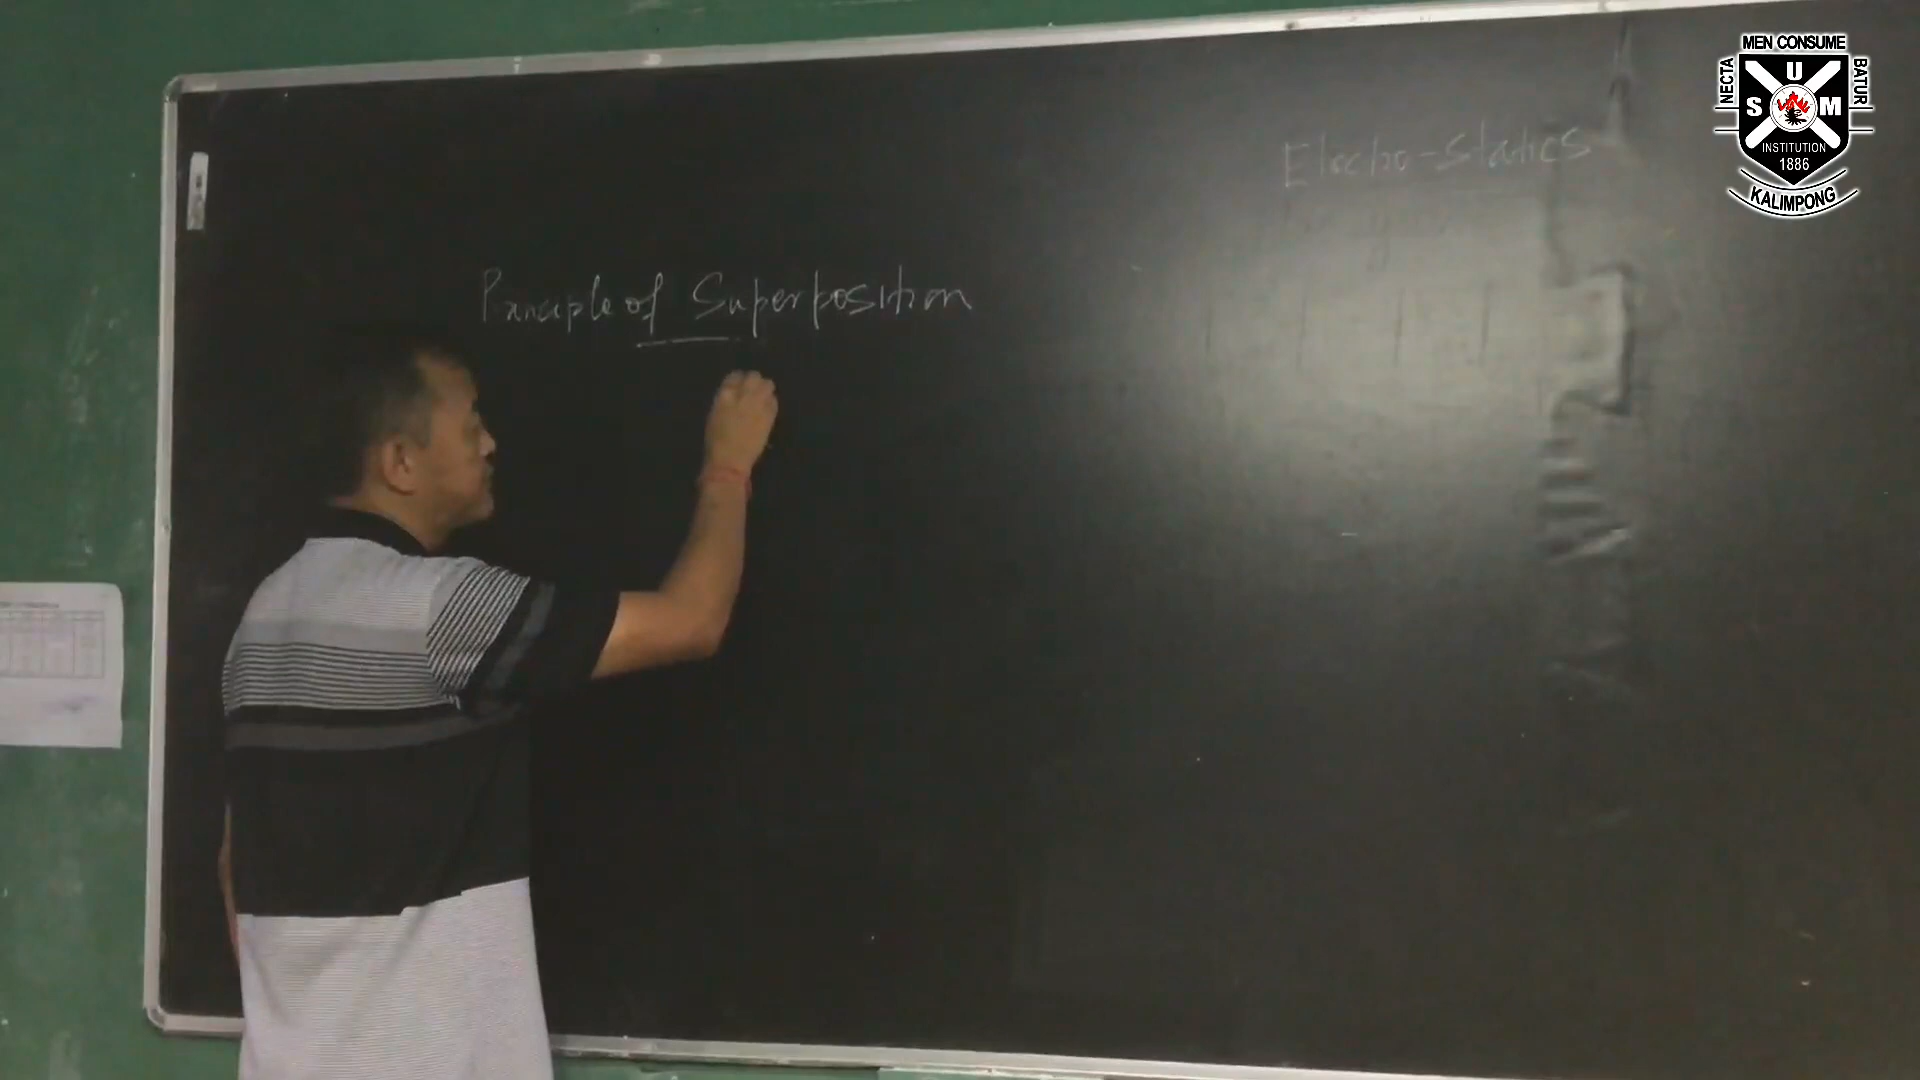 Electro-statics
Principle of Superposition
MEN CONSUME
NECTA
BATUR
U
S M
INSTITUTION
1886
KALIMPONG